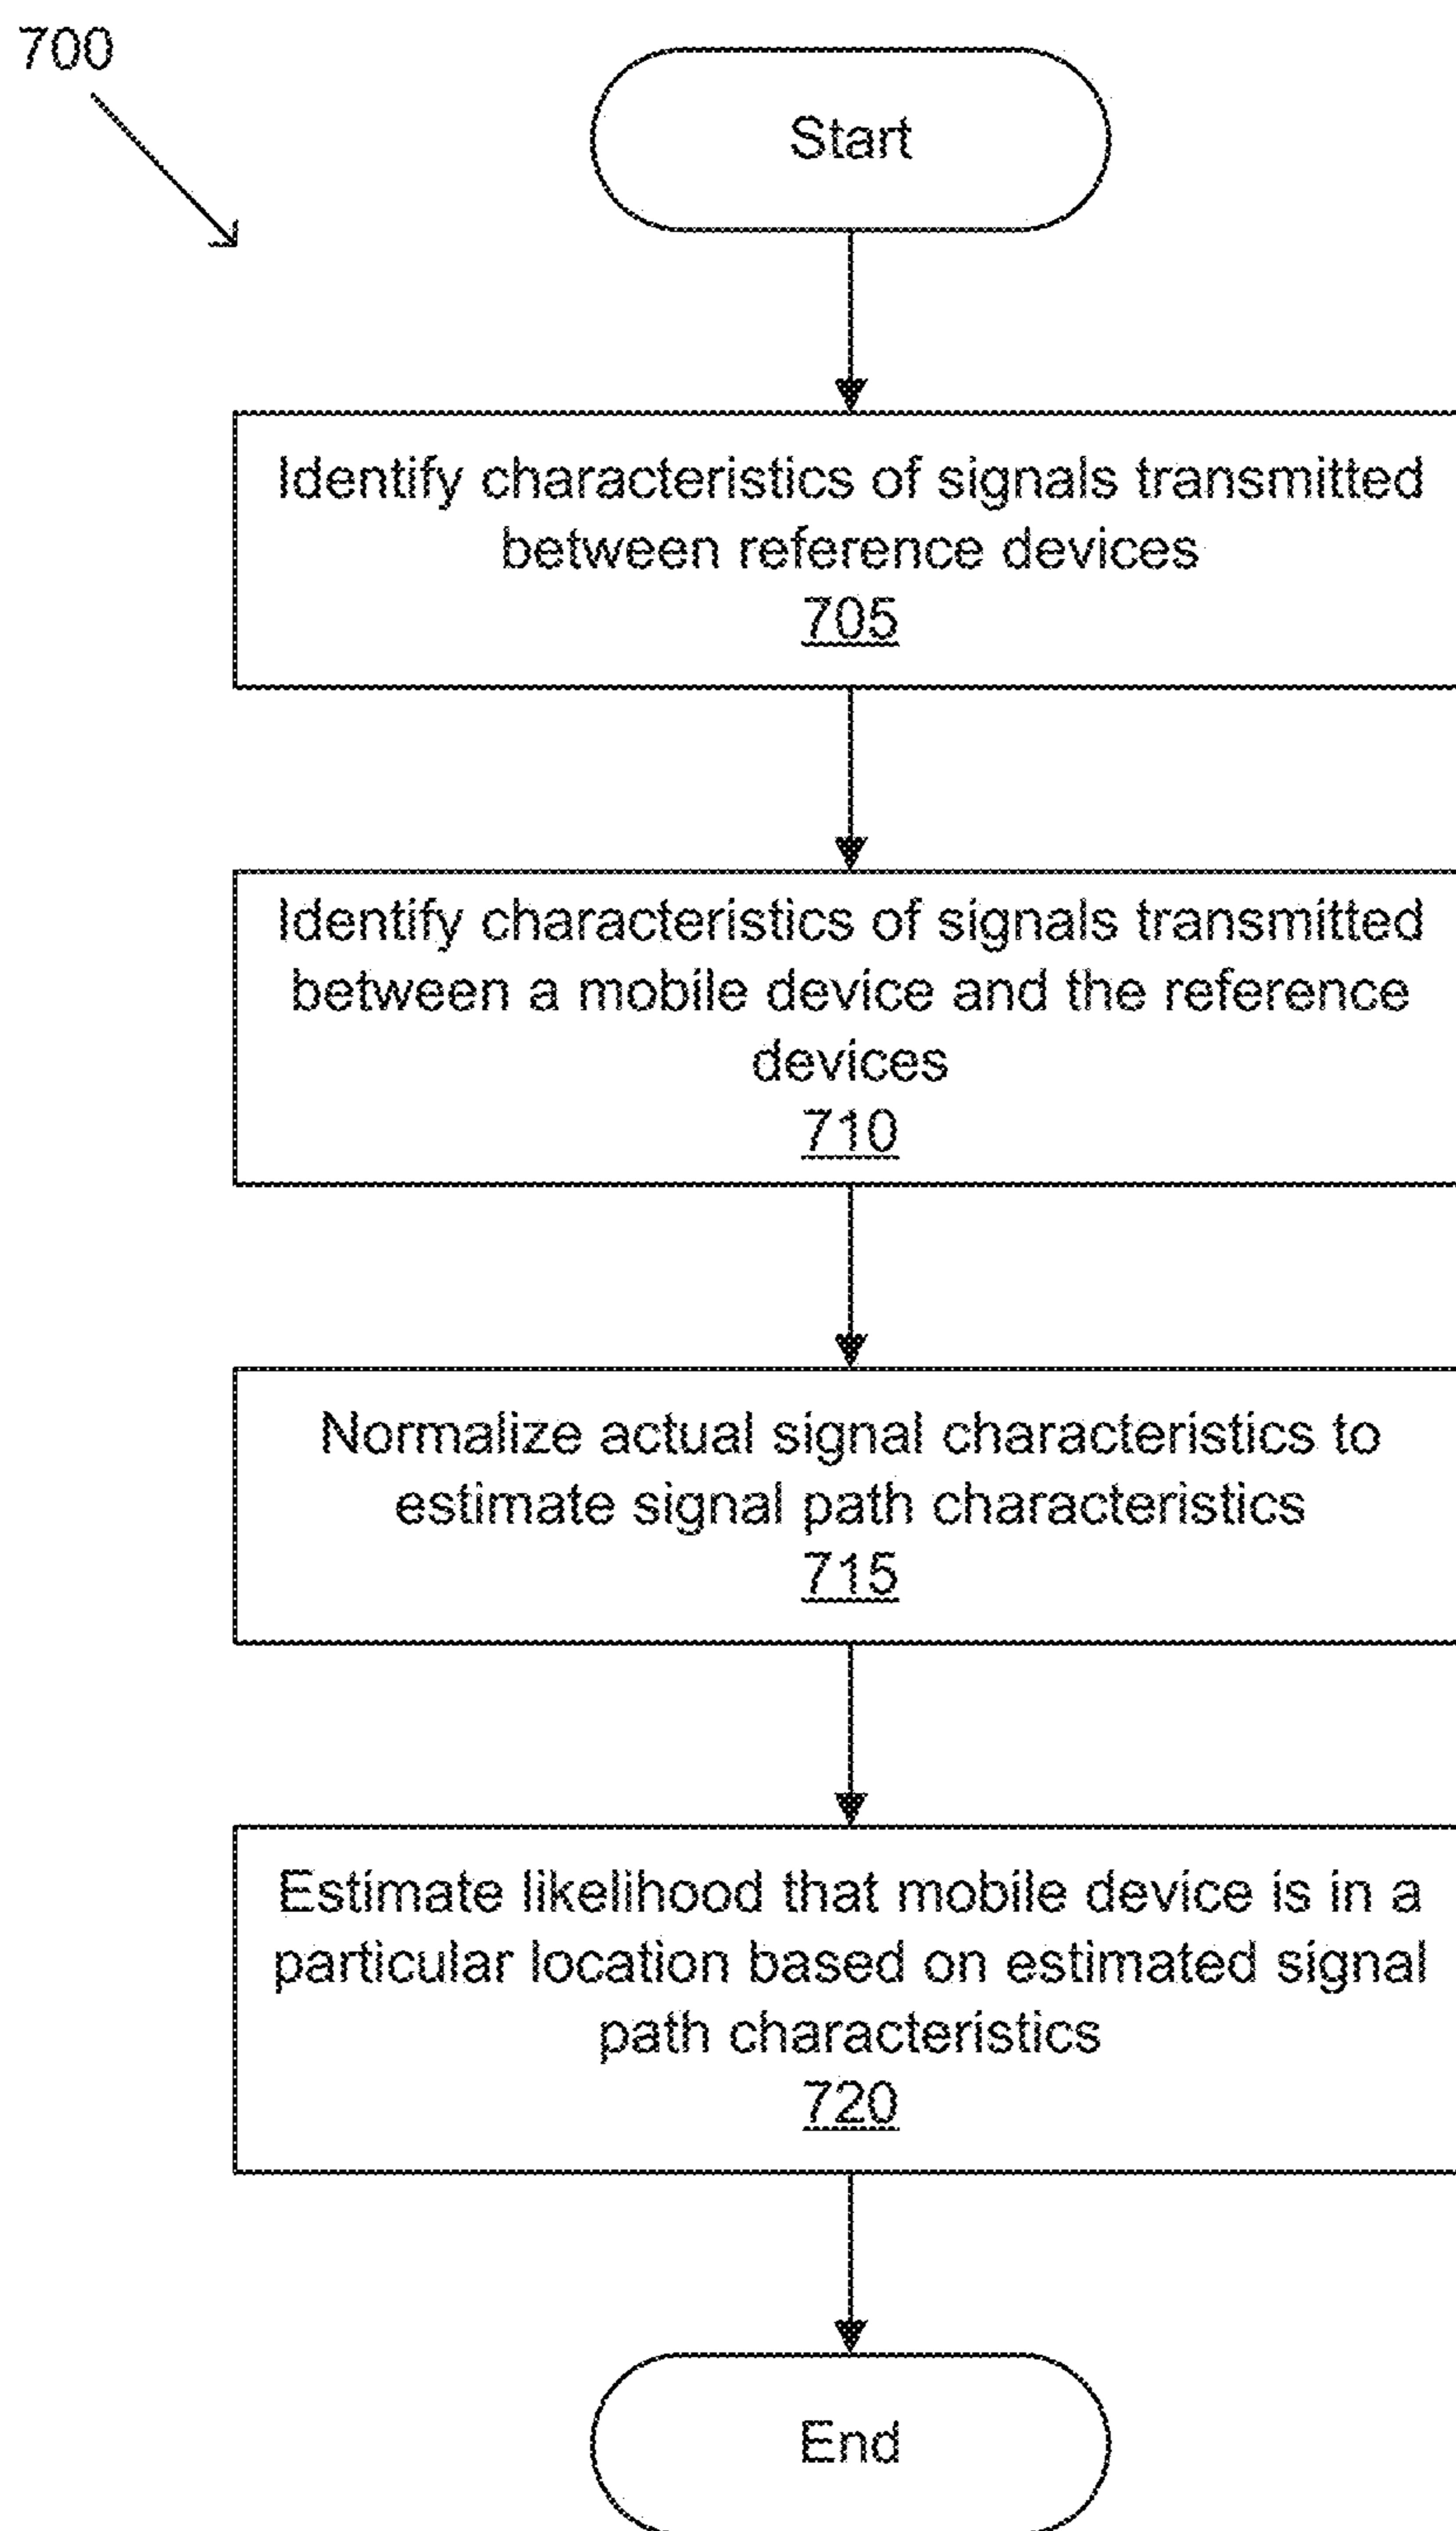 700
Start
Identify characteristics of signals transmitted
between reference devices
705
Identify characteristics of signals transmitted
between a mobile device and the reference
devices
710
Normalize actual signal characteristics to
estimate signal path characteristics
715
Estimate likelihood that mobile device is in a
particular location based on estimated signal
path characteristics
720
End